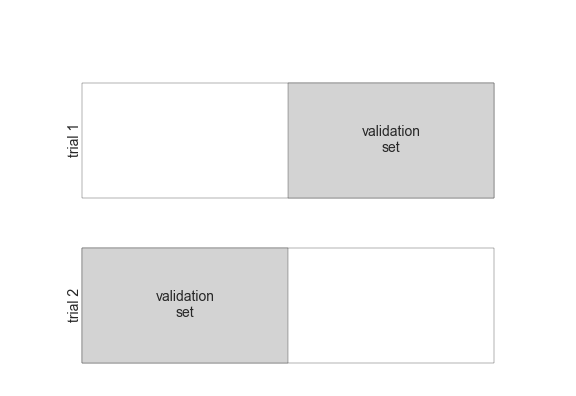 trial 1
validation
set
trial 2
validation
set